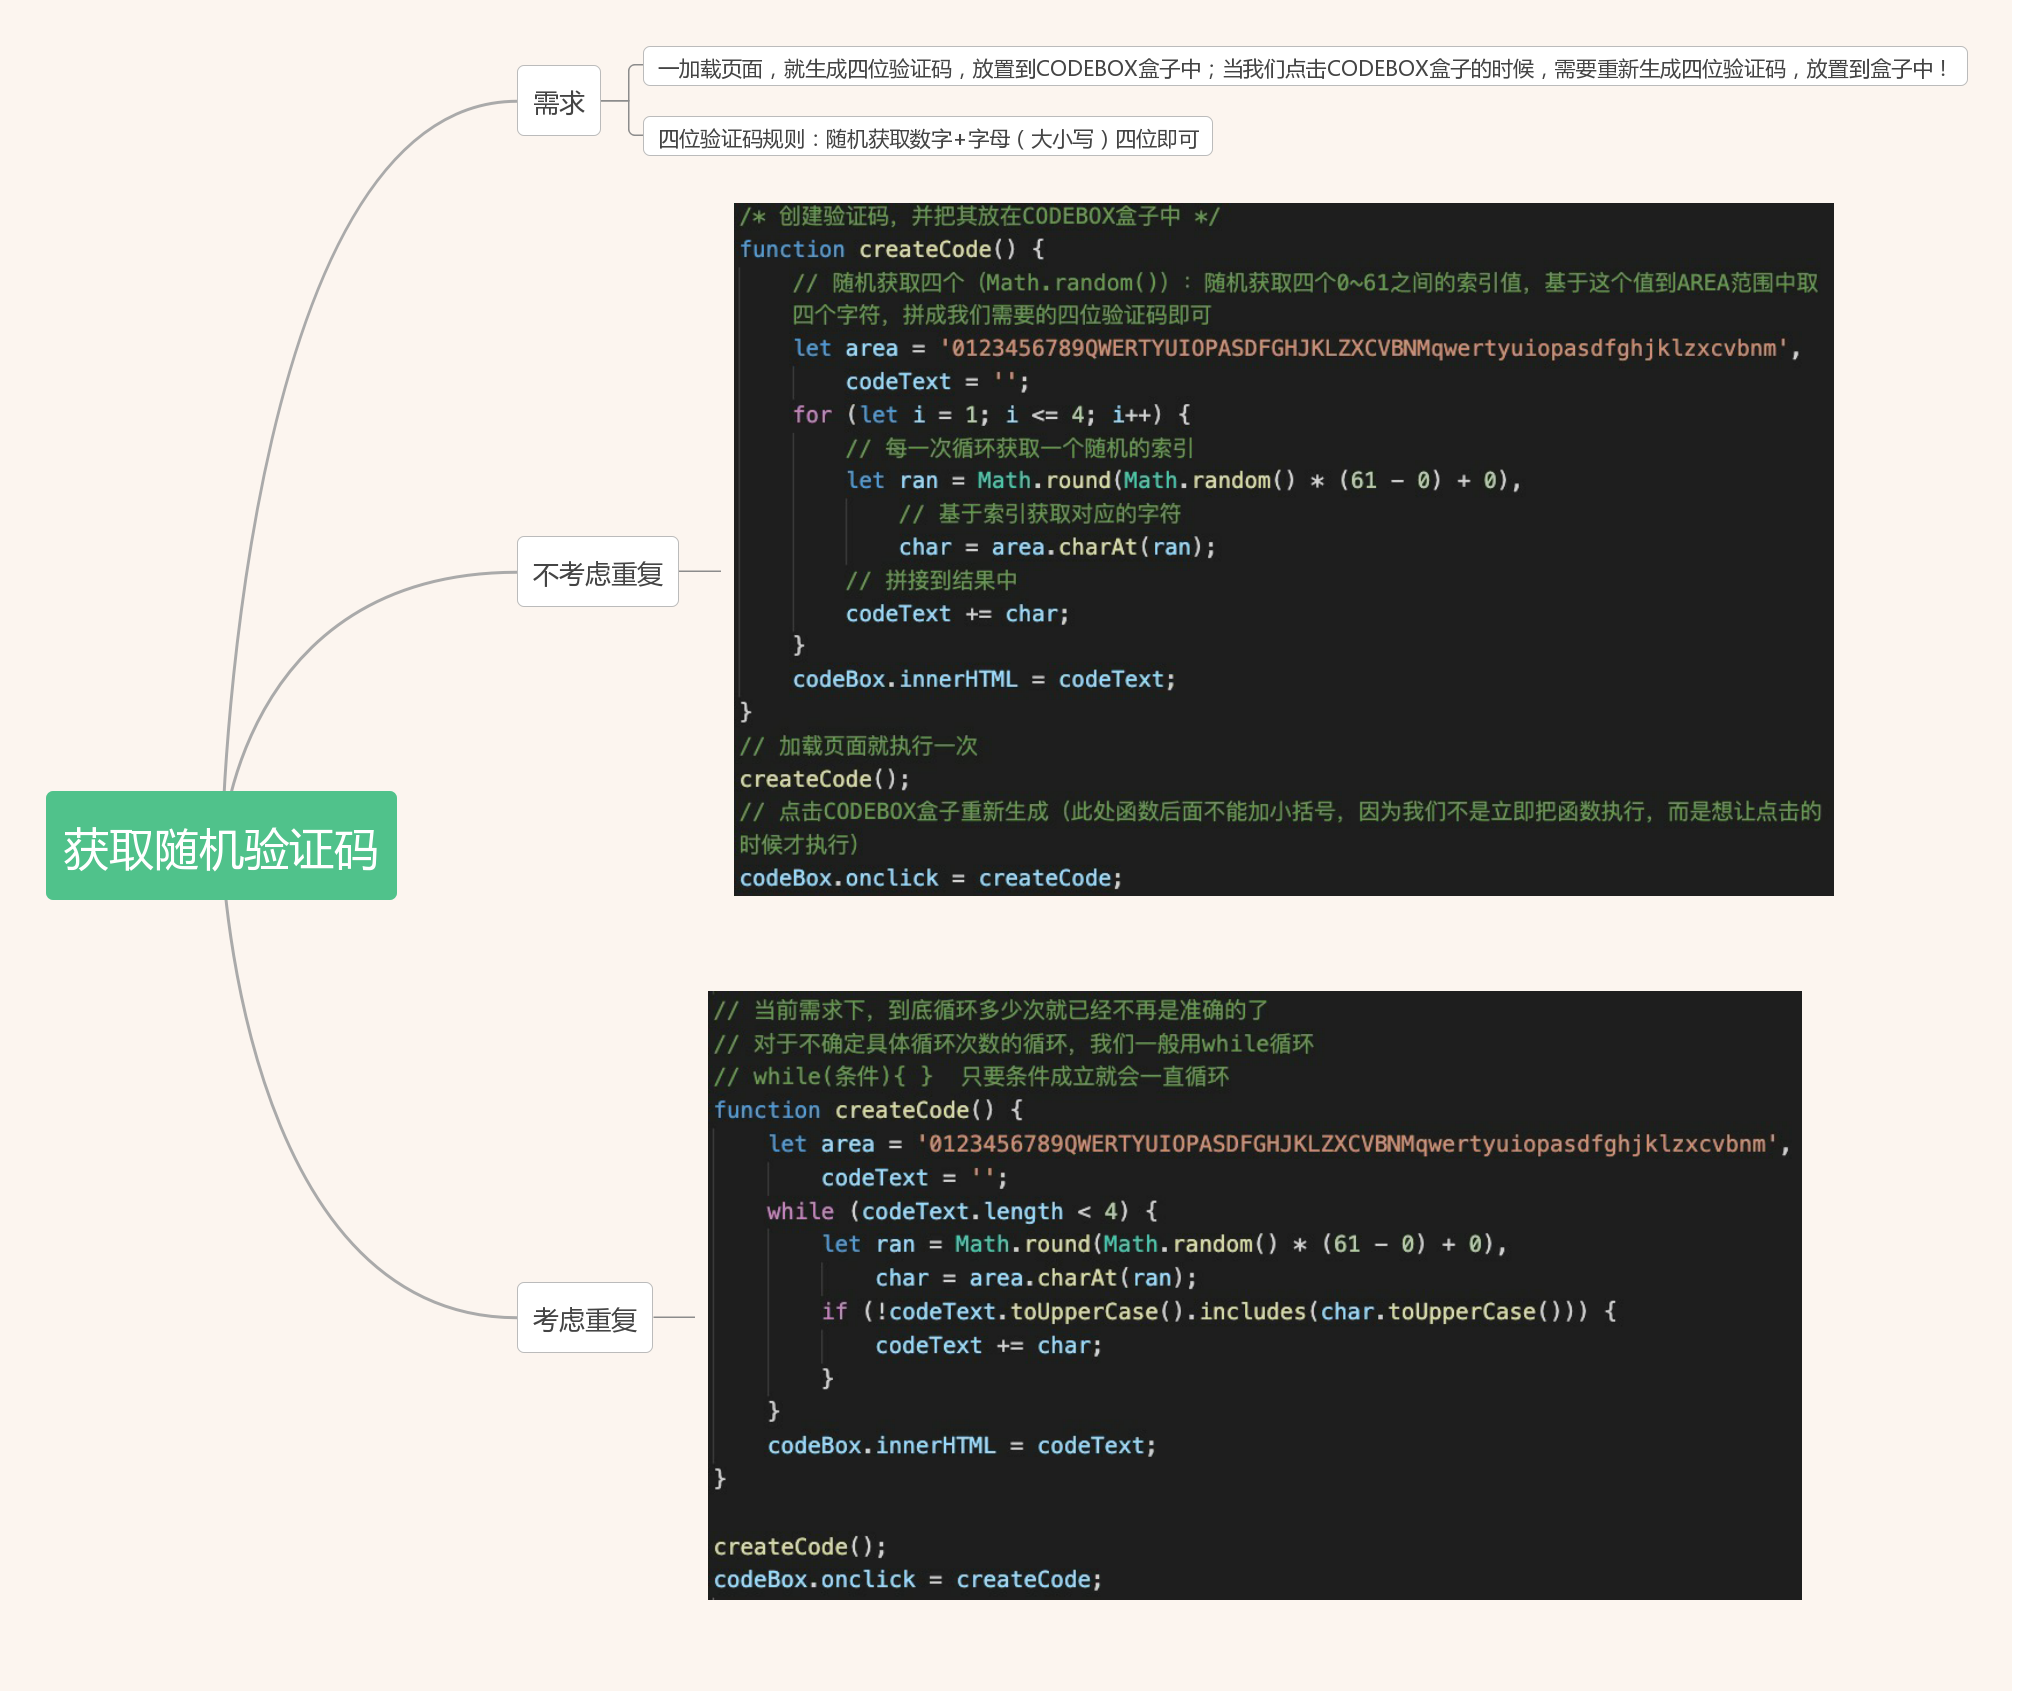 获取随机验证码
需求
一加载页面，就生成四位验证码，放置到CODEBOX盒子中；当我们点击CODEBOX盒子的时候，需要重新生成四位验证码，放置到盒子中！
四位验证码规则：随机获取数字+字母（大小写）四位即可
不考虑重复
/* 创建验证码，并把其放在CODEBOX盒子中 */
function createCode() {
    // 随机获取四个（Math.random()）：随机获取四个0~61之间的索引值，基于这个值到AREA范围中取
    四个字符，拼成我们需要的四位验证码即可
    let area = '0123456789QWERTYUIOPASDFGHJKLZXCVBNMqwertyuiopasdfghjklzxcvbnm',
        codeText = '';
    for (let i = 1; i <= 4; i++) {
        // 每一次循环获取一个随机的索引
        let ran = Math.round(Math.random() * (61 - 0) + 0),
            // 基于索引获取对应的字符
            char = area.charAt(ran);
        // 拼接到结果中
        codeText += char;
    }
    codeBox.innerHTML = codeText;
}
// 加载页面就执行一次
createCode();
// 点击CODEBOX盒子重新生成（此处函数后面不能加小括号，因为我们不是立即把函数执行，而是想让点击的
时候才执行）
codeBox.onclick = createCode;
考虑重复
// 当前需求下，到底循环多少次就已经不再是准确的了
// 对于不确定具体循环次数的循环，我们一般用while循环
// while(条件){ }  只要条件成立就会一直循环
function createCode() {
    let area = '0123456789QWERTYUIOPASDFGHJKLZXCVBNMqwertyuiopasdfghjklzxcvbnm',
        codeText = '';
    while (codeText.length < 4) {
        let ran = Math.round(Math.random() * (61 - 0) + 0),
            char = area.charAt(ran);
        if (!codeText.toUpperCase().includes(char.toUpperCase())) {
            codeText += char;
        }
    }
    codeBox.innerHTML = codeText;
}
createCode();
codeBox.onclick = createCode;